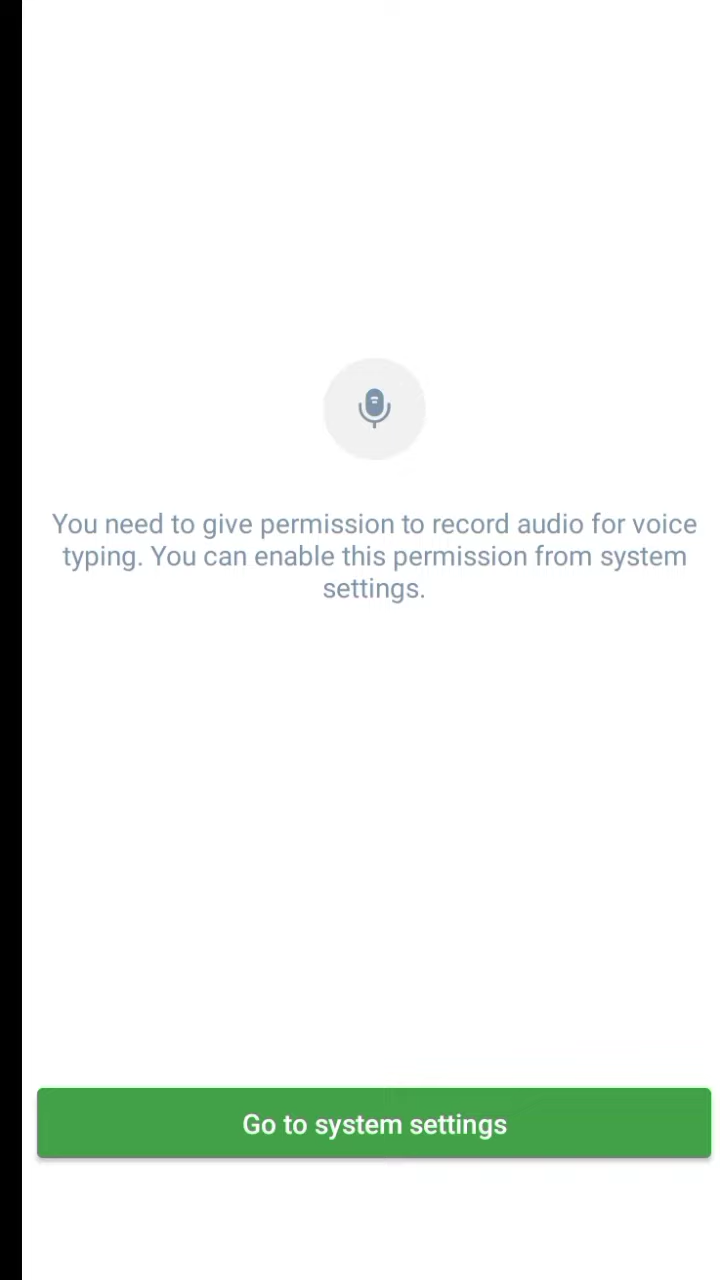 You need to give permission to record audio for voice
typing. You can enable this permission from system
settings.
Go to system settings